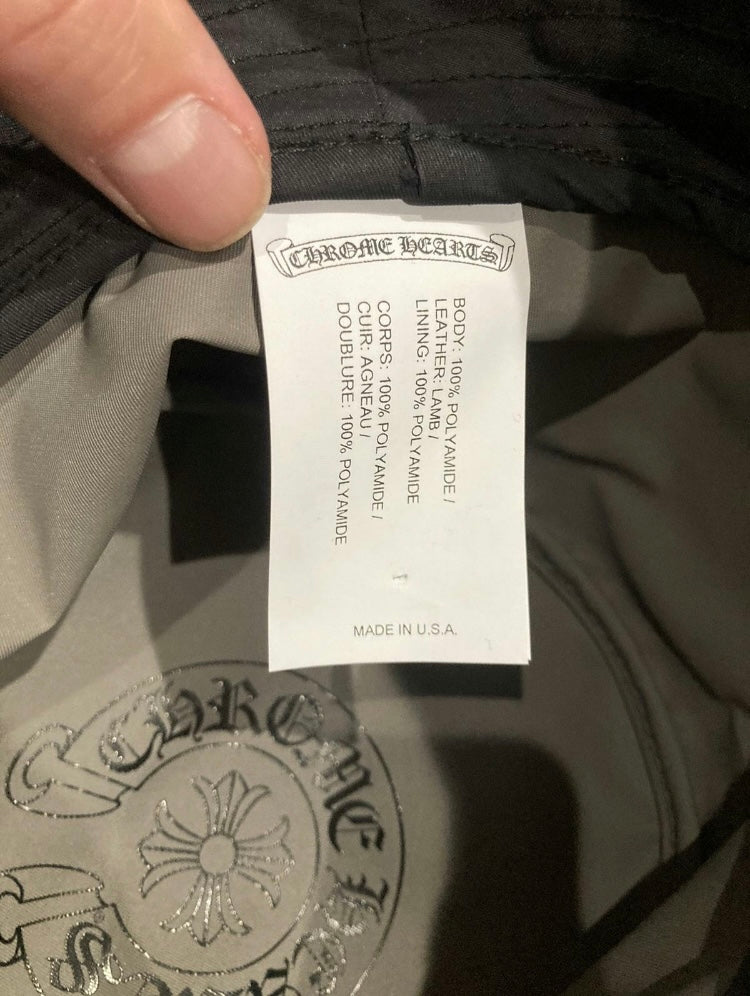 CHROME HEARTS
BODY: 100% POLYAMIDE /
LEATHER: LAMB /
LINING: 100% POLYAMIDE
CORPS: 100% POLYAMIDE /
CUIR: AGNEAU /
DOUBLURE: 100% POLYAMIDE
MADE IN U.S.A.
CHROME